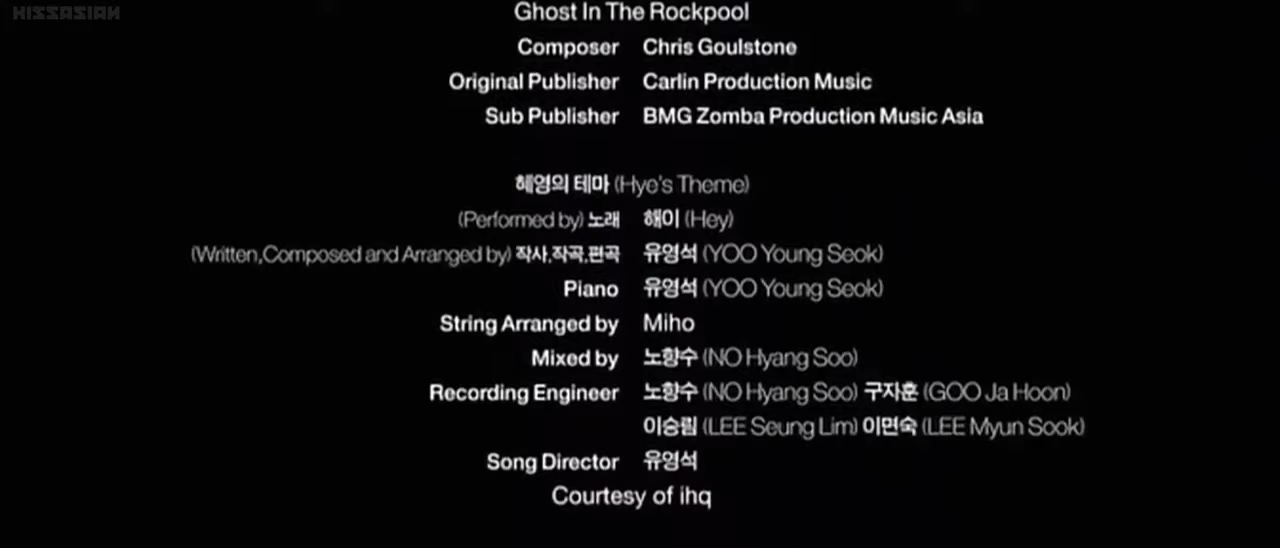 KISSASIAN
Ghost In The Rockpool
Composer Chris Goulstone
Original Publisher Carlin Production Music
Sub Publisher BMG Zomba Production Music Asia
혜영의 테마 (Hye's Theme)
(Performed by) 노래 해이 (Hey)
(Written,Composed and Arranged by) 작사,작곡,편곡 유영석 (YOO Young Seok)
Piano 유영석 (YOO Young Seok)
String Arranged by Miho
Mixed by 노항수 (NO Hyang Soo)
Recording Engineer 노항수 (NO Hyang Soo) 구자훈 (GOO Ja Hoon)
이승림 (LEE Seung Lim) 이면숙 (LEE Myun Sook)
Song Director 유영석
Courtesy of ihq